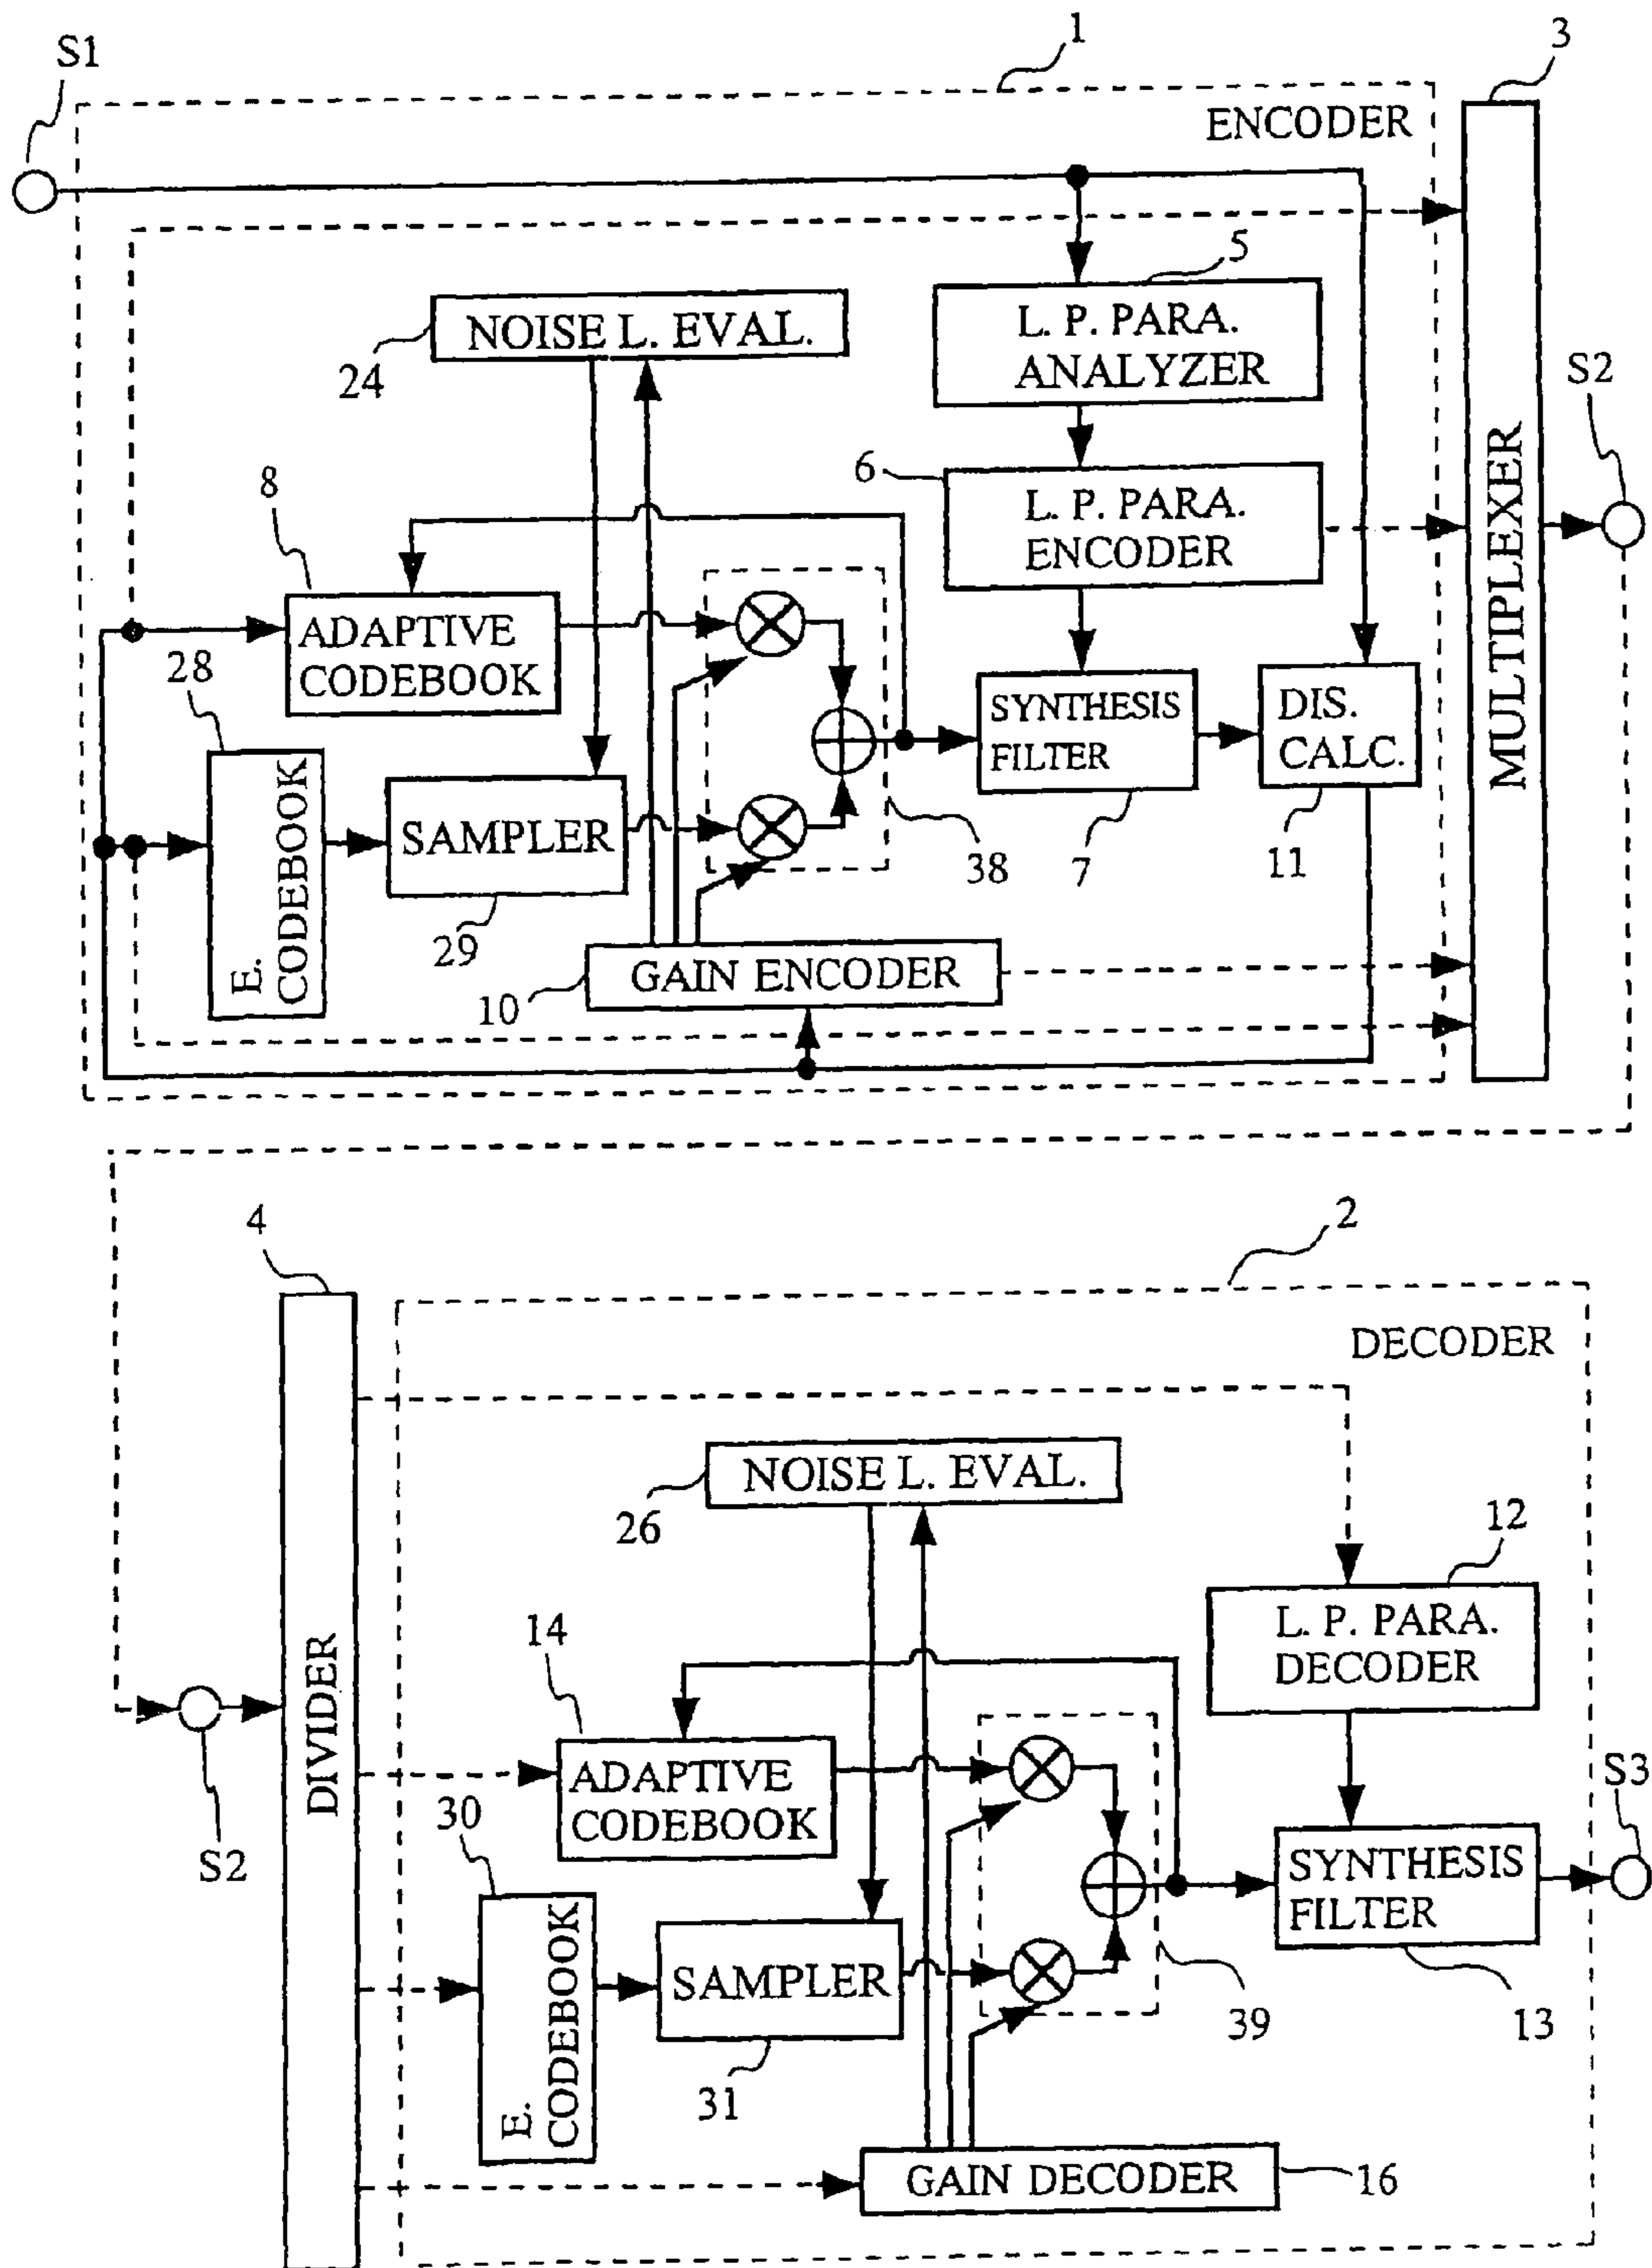 1
3
S1
ENCODER
5
NOISE L. EVAL.
L. P. PARA.
ANALYZER
24
S2
8
6
L. P. PARA.
ENCODER
MULTIPLEXER
ADAPTIVE
CODEBOOK
28
SYNTHESIS
FILTER
DIS.
CALC.
E.
CODEBOOK
SAMPLER
38
7
11
29
GAIN ENCODER
10
4
2
DECODER
NOISE L. EVAL.
26
12
14
L. P. PARA.
DECODER
DIVIDER
S2
ADAPTIVE
CODEBOOK
S3
30
SYNTHESIS
FILTER
E.
CODEBOOK
SAMPLER
39
13
31
GAIN DECODER
16